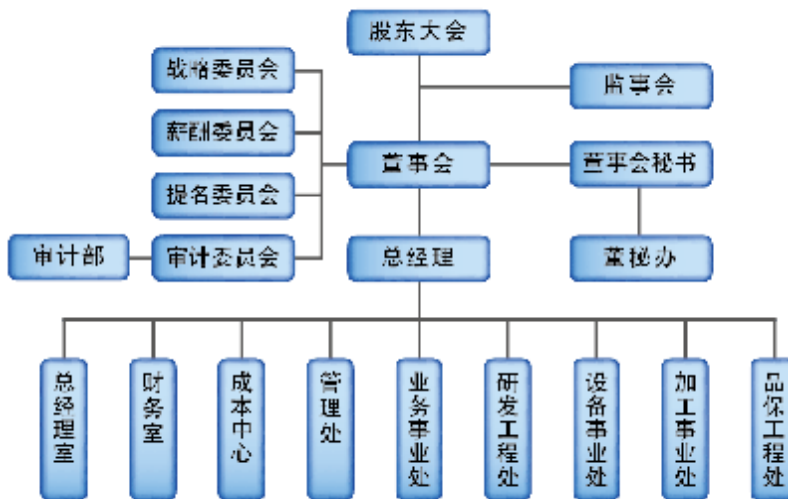 股东大会
战略委员会
监事会
薪酬委员会
董事会
董事会秘书
提名委员会
审计部
审计委员会
总经理
董秘办
总经理室
财务室
成本中心
管理处
业务事业处
研发工程处
设备事业处
加工事业处
品保工程处